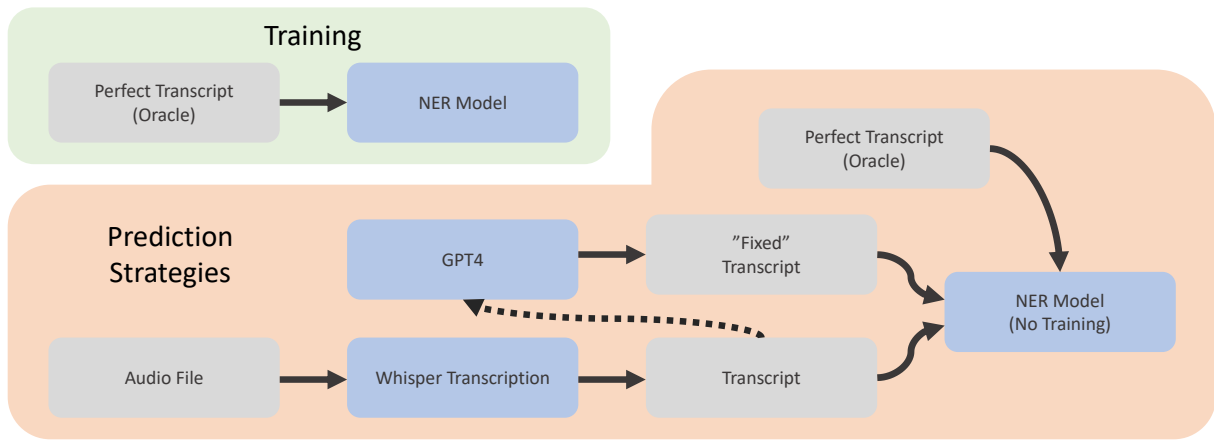 Training
Perfect Transcript
(Oracle)
NER Model
Perfect Transcript
(Oracle)
Prediction
Strategies
GPT4
”Fixed”
Transcript
NER Model
(No Training)
Audio File
Whisper Transcription
Transcript